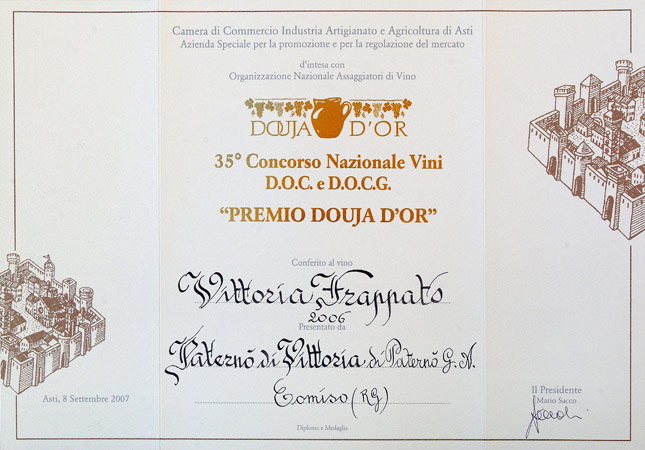 Camera di Commercio Industria Artigianato e Agricoltura di Asti
Azienda Speciale per la promozione e per la regolazione del mercato
d'intesa con
Organizzazione Nazionale Assaggiatori di Vino
DOUJA D'OR
35° Concorso Nazionale Vini
D.O.C. e D.O.C.G.
“PREMIO DOUJA D'OR”
Conferito al vino
Vittoria Frappato
2006
Presentato da
Paternò di Vittoria di Paternò G. A.
Comiso (RG)
Asti, 8 Settembre 2007
Il Presidente
Mario Sacco
Diploma e Medaglia